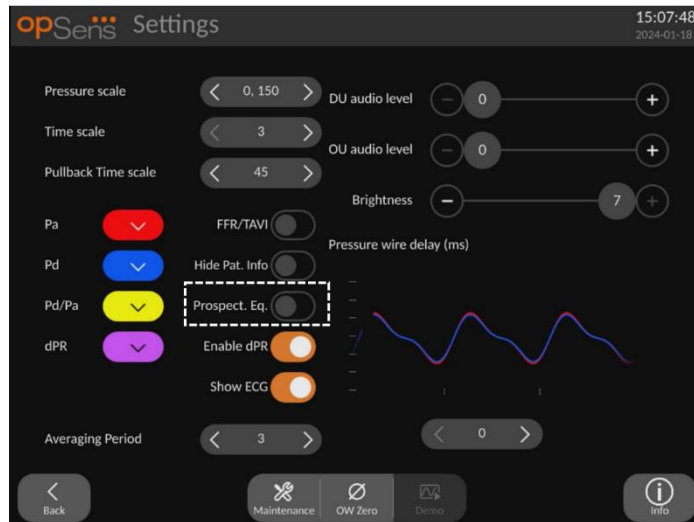 opSens Settings 15:07:48
2024-01-18
Pressure scale 0, 150 DU audio level 0
Time scale 3 OU audio level 0
Pullback Time scale 45
Brightness 7
Pa FFR/TAVI
Pressure wire delay (ms)
Pd Hide Pat. Info
Pd/Pa Prospect. Eq.
dPR Enable dPR
Show ECG
Averaging Period 3 0
Back Maintenance OW Zero Demo Info